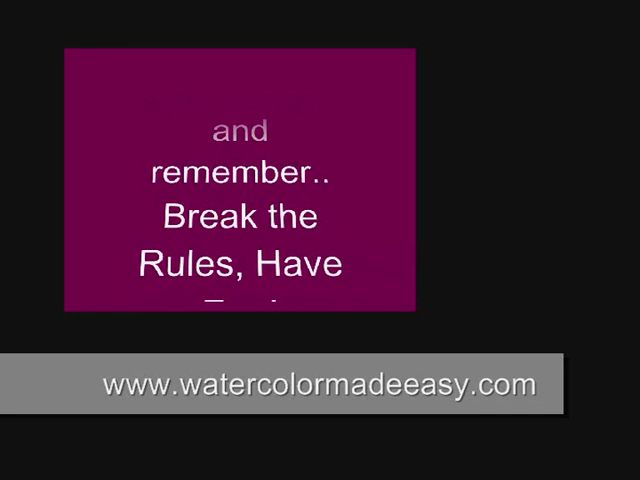 and
remember..
Break the
Rules, Have
www.watercolormadeeasy.com